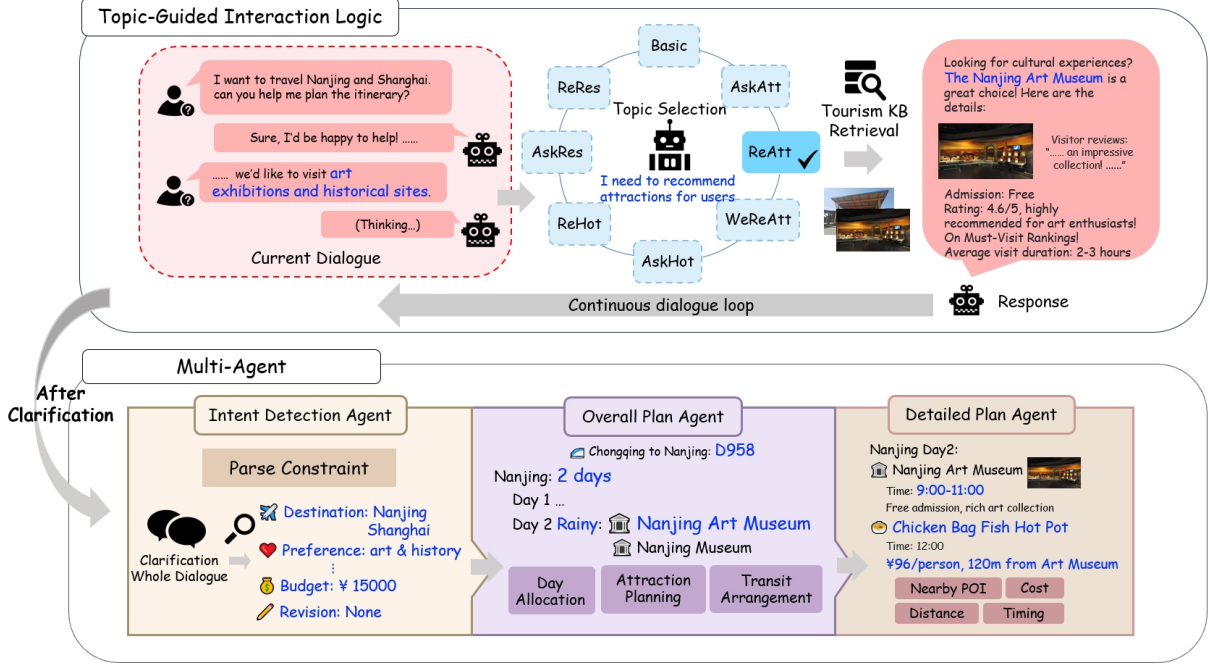 Topic-Guided Interaction Logic
I want to travel Nanjing and Shanghai.
can you help me plan the itinerary?
Sure, I'd be happy to help! ......
...... we'd like to visit art
exhibitions and historical sites.
(Thinking...)
Current Dialogue
Basic
AskAtt
ReAtt
WeReAtt
AskHot
ReHot
AskRes
ReRes
Topic Selection
I need to recommend
attractions for users
Tourism KB
Retrieval
Looking for cultural experiences?
The Nanjing Art Museum is a
great choice! Here are the
details:
Visitor reviews:
"...... an impressive
collection! ......"
Admission: Free
Rating: 4.6/5, highly
recommended for art enthusiasts!
On Must-Visit Rankings!
Average visit duration: 2-3 hours
Response
Continuous dialogue loop
After
Clarification
Multi-Agent
Intent Detection Agent
Parse Constraint
Clarification
Whole Dialogue
Destination: Nanjing
Shanghai
Preference: art & history
⋮
Budget: ¥ 15000
Revision: None
Overall Plan Agent
Chongqing to Nanjing: D958
Nanjing: 2 days
Day 1 ...
Day 2 Rainy: Nanjing Art Museum
Nanjing Museum
Day
Allocation
Attraction
Planning
Transit
Arrangement
Detailed Plan Agent
Nanjing Day2:
Nanjing Art Museum
Time: 9:00-11:00
Free admission, rich art collection
Chicken Bag Fish Hot Pot
Time: 12:00
¥96/person, 120m from Art Museum
Nearby POI
Cost
Distance
Timing